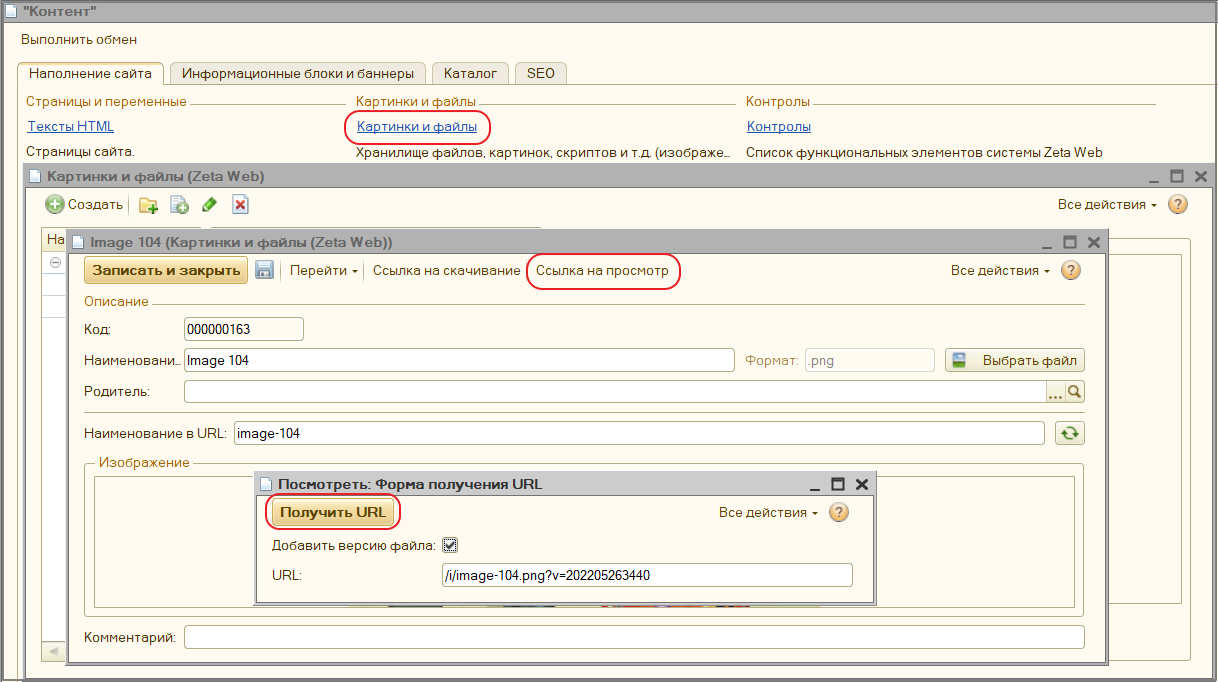 "Контент"
Выполнить обмен
Наполнение сайта Информационные блоки и баннеры Каталог SEO
Страницы и переменные Картинки и файлы Контролы
Тексты HTML Картинки и файлы Контролы
Страницы сайта. Хранилище файлов, картинок, скриптов и т.д. (изображе... Список функциональных элементов системы Zeta Web
Картинки и файлы (Zeta Web)
Создать Все действия ?
На
Image 104 (Картинки и файлы (Zeta Web))
Записать и закрыть Перейти Ссылка на скачивание Ссылка на просмотр Все действия ?
Описание
Код: 000000163
Наименовани... Image 104 Формат: .png Выбрать файл
Родитель: ...
Наименование в URL: image-104
Изображение
Посмотреть: Форма получения URL
Получить URL Все действия ?
Добавить версию файла:
URL: /i/image-104.png?v=202205263440
Комментарий: